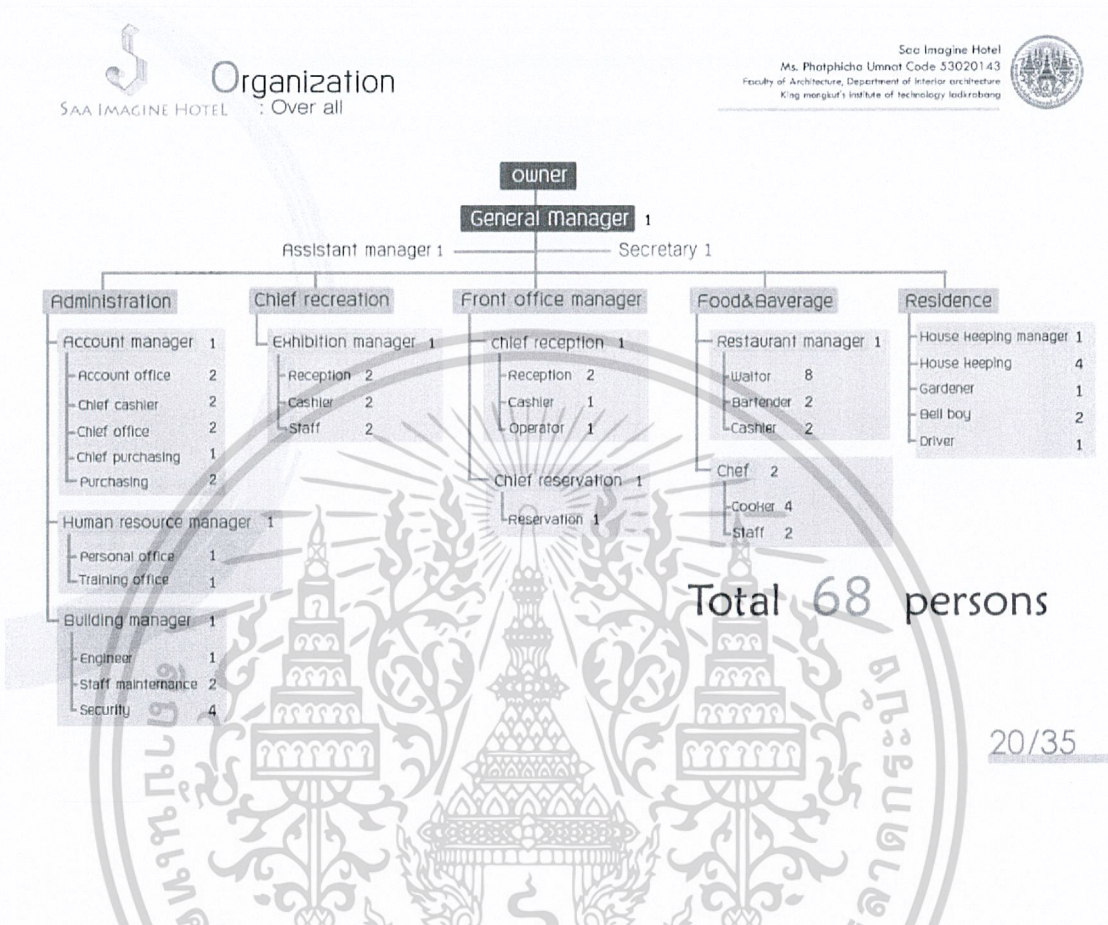 S
SAA IMAGINE HOTEL
Organization
: Over all
Saa Imagine Hotel
Ms. Photphicha Umnat Code 53020143
Faculty of Architecture, Department of Interior architecture
King mongkut's institute of technology ladkrabang
owner
General manager 1
Assistant manager 1
Secretary 1
Administration
Account manager 1
Account office 2
Chief cashier 2
Chief office 2
Chief purchasing 1
Purchasing 2
Human resource manager 1
Personal office 1
Training office 1
Building manager 1
Engineer 1
Staff mainternance 2
Security 4
Chief recreation
Exhibition manager 1
Reception 2
Cashier 2
Staff 2
Front office manager
chief reception 1
Reception 2
Cashier 1
Operator 1
Chief reservation 1
Reservation 1
Food&Baverage
Restaurant manager 1
Waitor 8
Bartender 2
Cashier 2
Chef 2
Cooker 4
Staff 2
Residence
House keeping manager 1
House keeping 4
Gardener 1
Bell boy 2
Driver 1
Total 68 persons
20/35